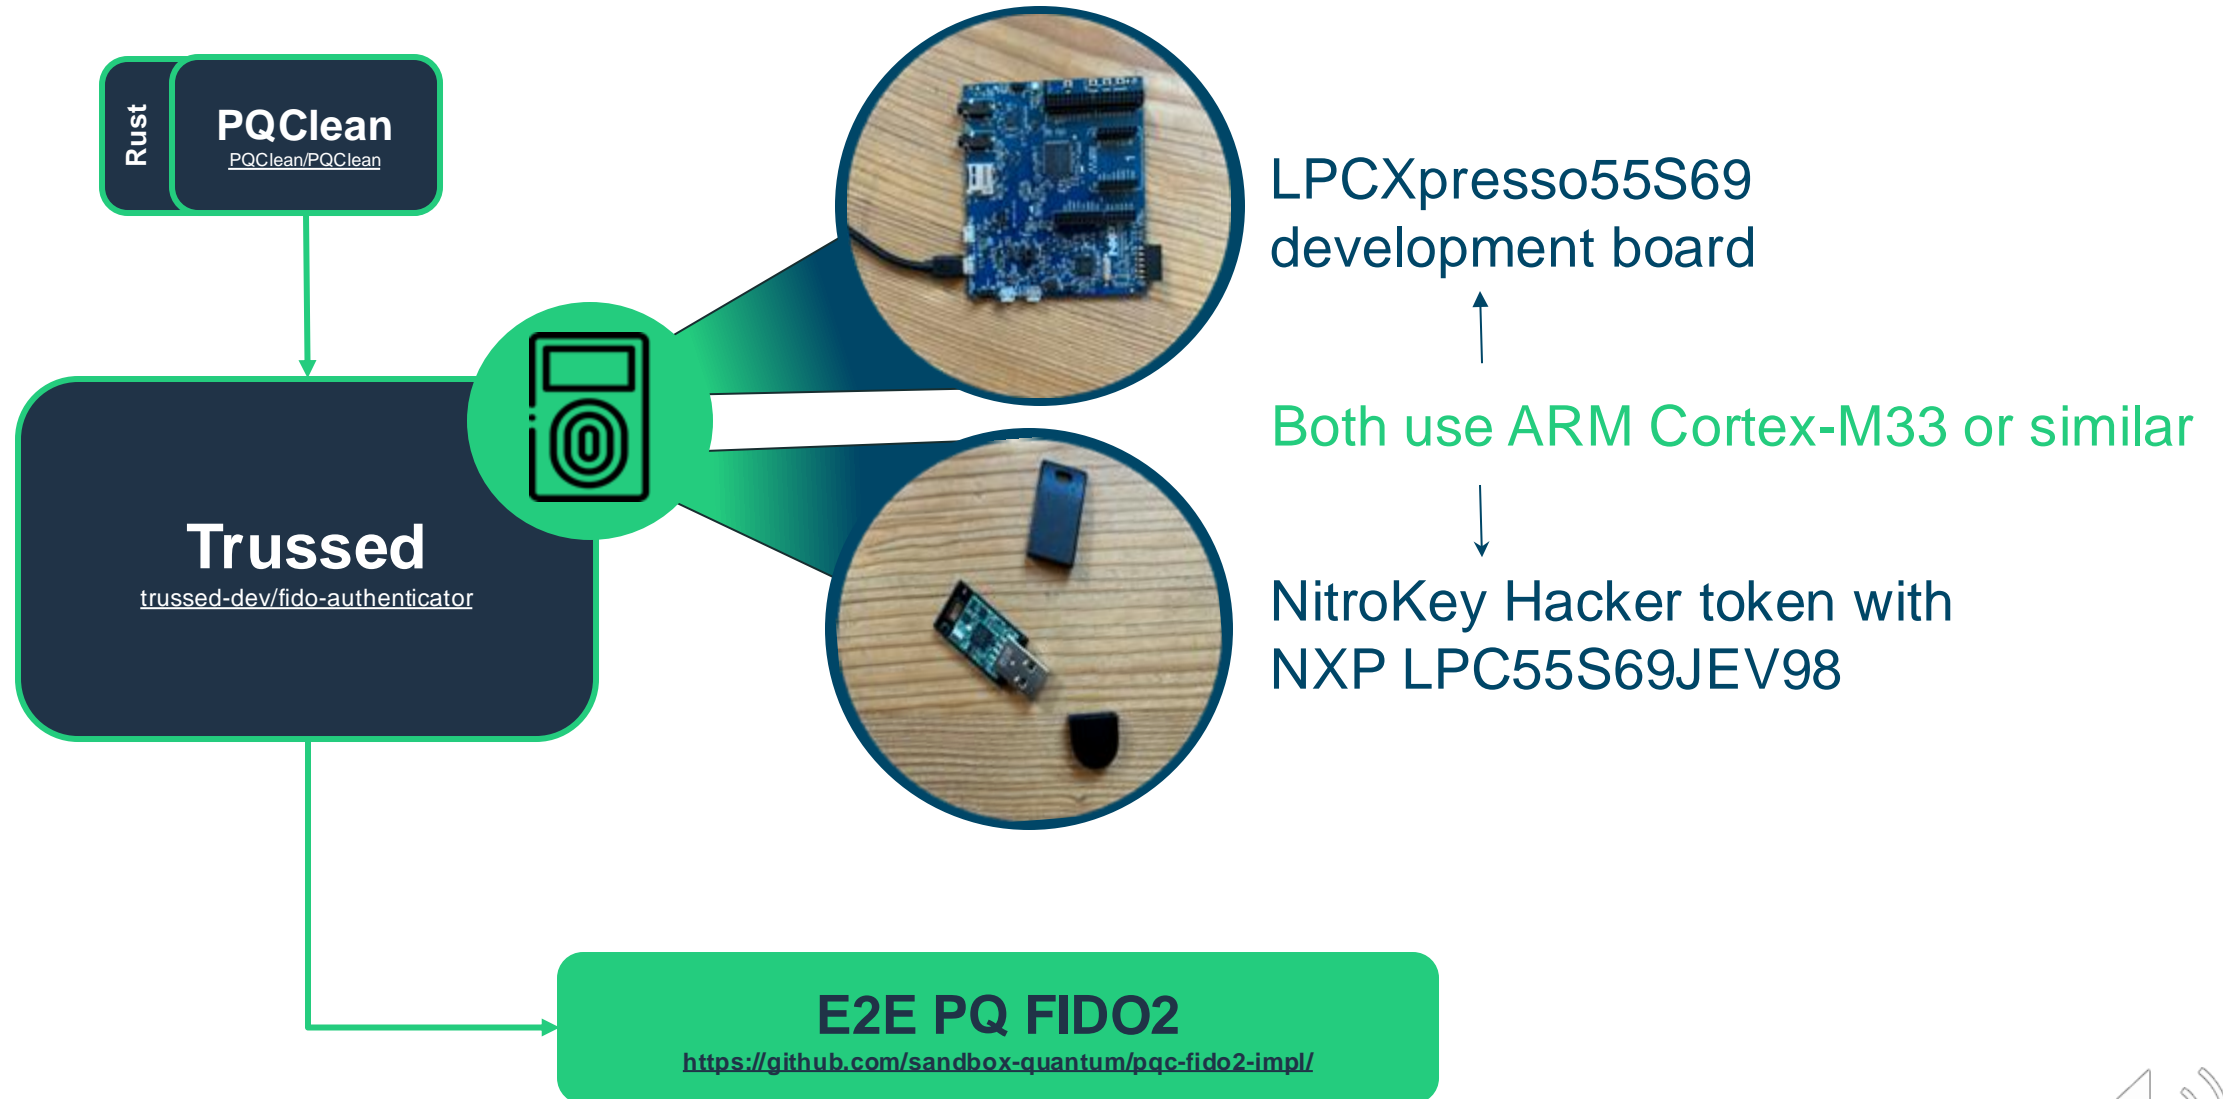 Rust
PQClean
PQClean/PQClean
LPCXpresso55S69
development board
Both use ARM Cortex-M33 or similar
Trussed
trussed-dev/fido-authenticator
NitroKey Hacker token with
NXP LPC55S69JEV98
E2E PQ FIDO2
https://github.com/sandbox-quantum/pqc-fido2-impl/